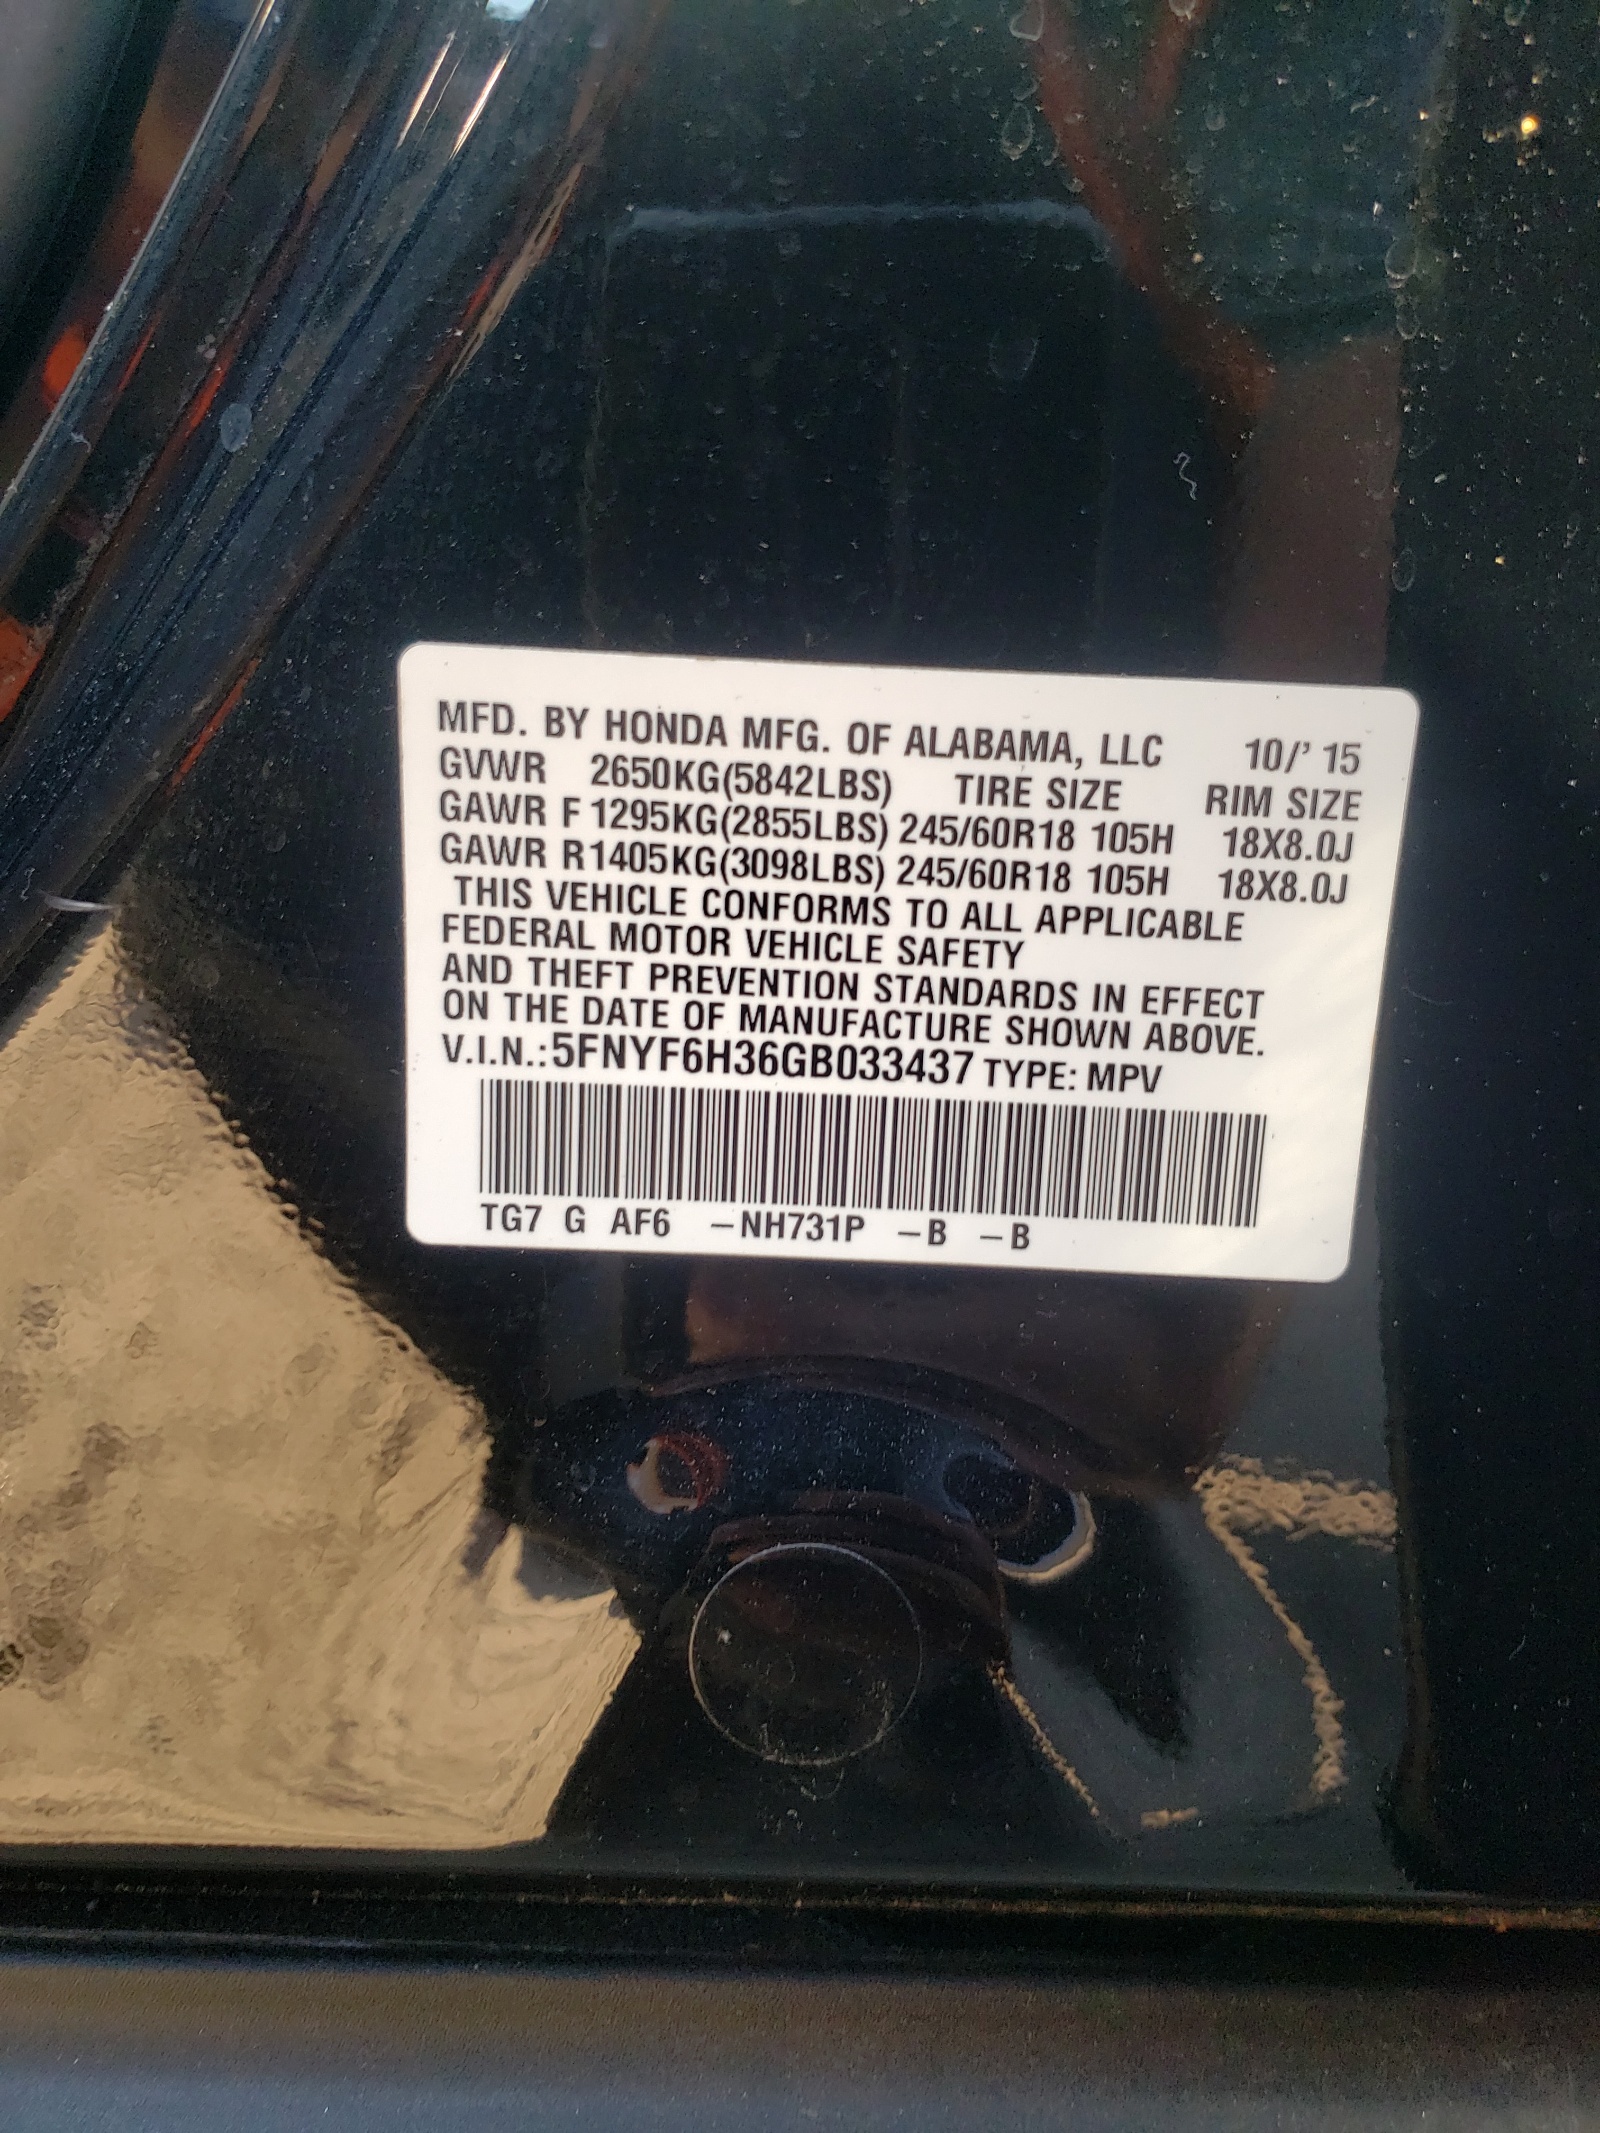 MFD. BY HONDA MFG. OF ALABAMA, LLC 10/' 15
GVWR 2650KG(5842LBS) TIRE SIZE RIM SIZE
GAWR F 1295KG(2855LBS) 245/60R18 105H 18X8.0J
GAWR R1405KG(3098LBS) 245/60R18 105H 18X8.0J
THIS VEHICLE CONFORMS TO ALL APPLICABLE
FEDERAL MOTOR VEHICLE SAFETY
AND THEFT PREVENTION STANDARDS IN EFFECT
ON THE DATE OF MANUFACTURE SHOWN ABOVE.
V.I.N.:5FNYF6H36GB033437 TYPE: MPV
TG7 G AF6 –NH731P –B –B